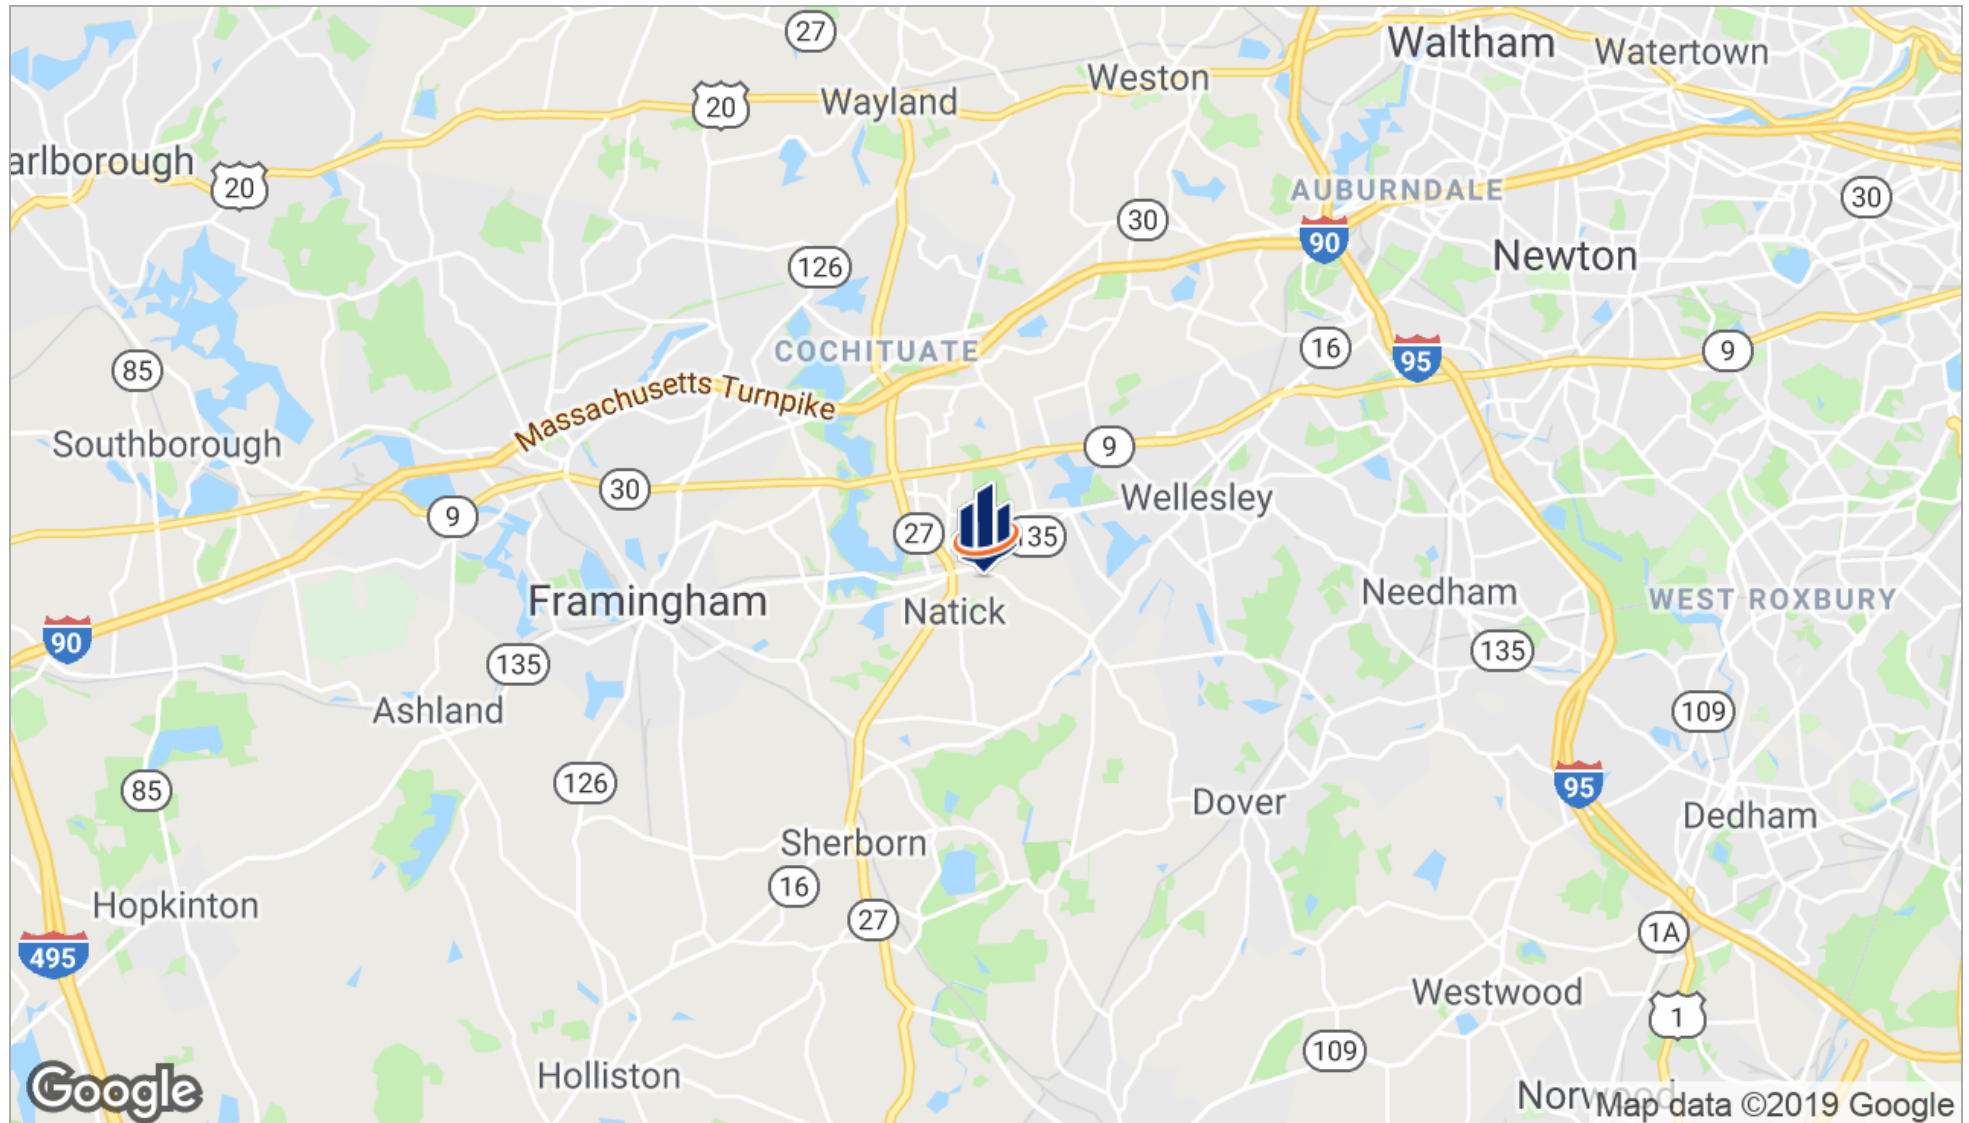 27
Waltham
Watertown
Weston
20
Wayland
arlborough
20
AUBURNDALE
30
30
90
Newton
126
COCHITUATE
16
95
9
85
Massachusetts Turnpike
Southborough
9
30
Wellesley
9
27
135
Framingham
Natick
Needham
WEST ROXBURY
90
135
135
Ashland
109
126
85
95
Dover
Dedham
Sherborn
16
Hopkinton
27
1A
495
Westwood
1
109
Holliston
Google
Norwood
Map data ©2019 Google